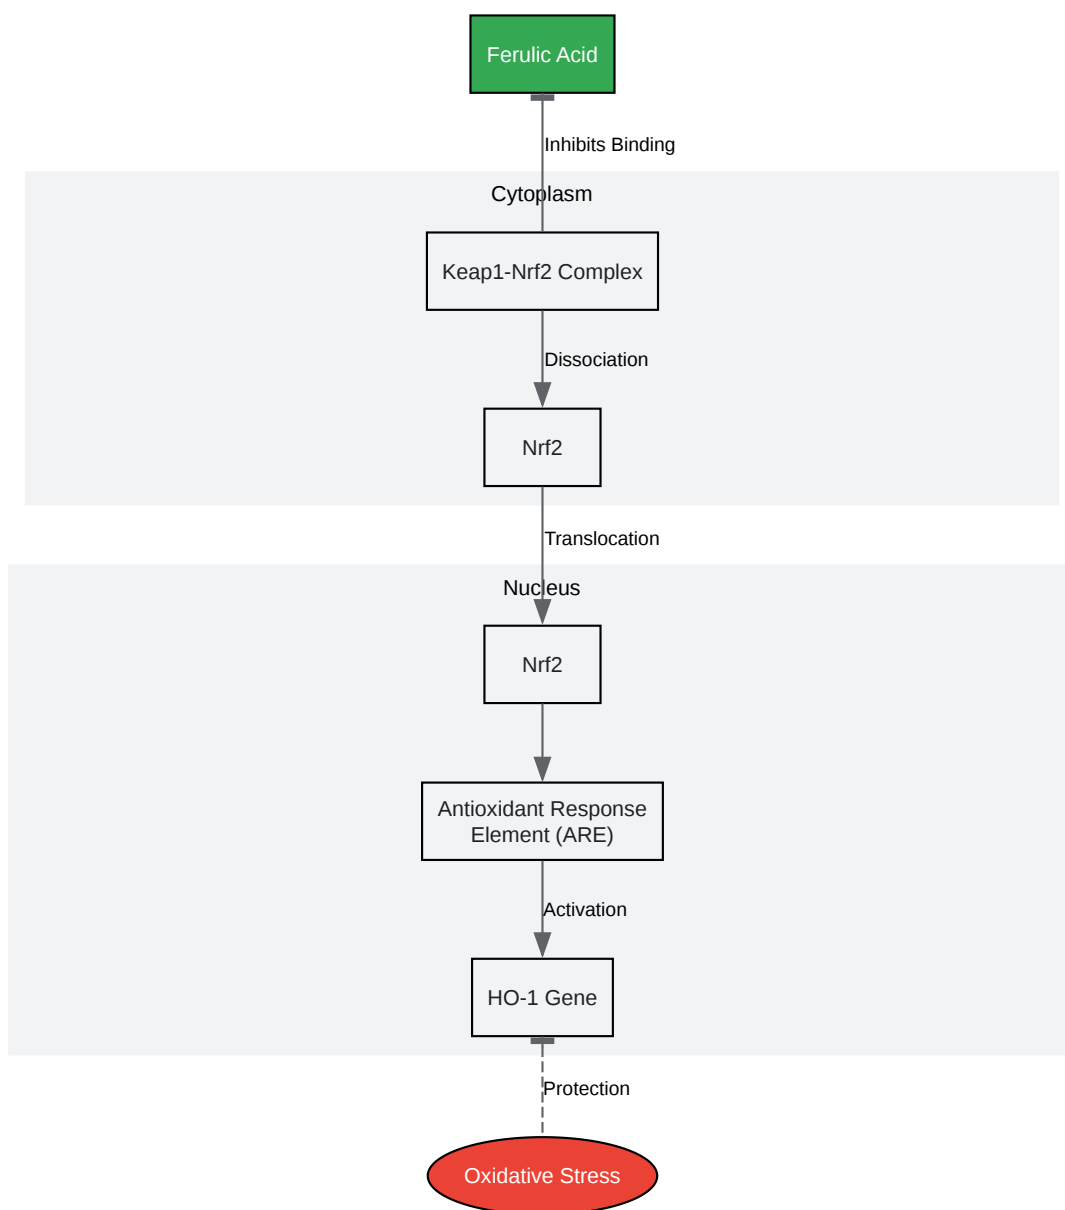 Ferulic Acid
Inhibits Binding
Cytoplasm
Keap1-Nrf2 Complex
Dissociation
Nrf2
Translocation
Nucleus
Nrf2
Antioxidant Response
Element (ARE)
Activation
HO-1 Gene
Protection
Oxidative Stress